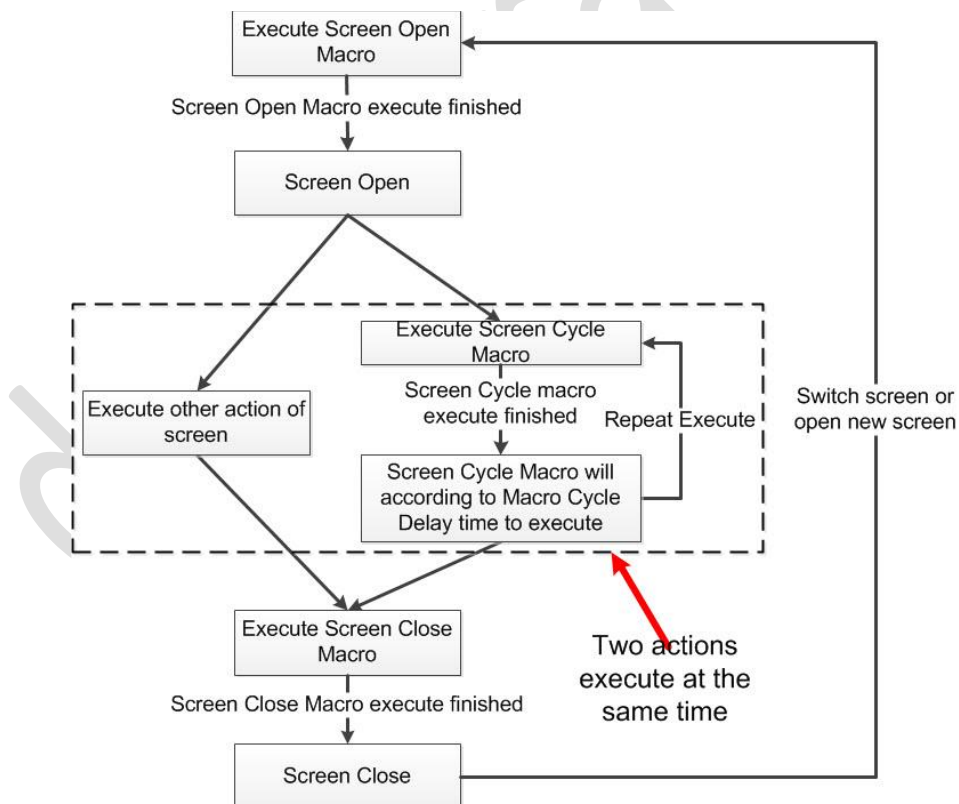 Execute Screen Open
Macro
Screen Open Macro execute finished
Screen Open
Execute Screen Cycle
Macro
Screen Cycle macro
execute finished
Repeat Execute
Execute other action of
screen
Screen Cycle Macro will
according to Macro Cycle
Delay time to execute
Switch screen or
open new screen
Execute Screen Close
Macro
Two actions
execute at the
same time
Screen Close Macro execute finished
Screen Close